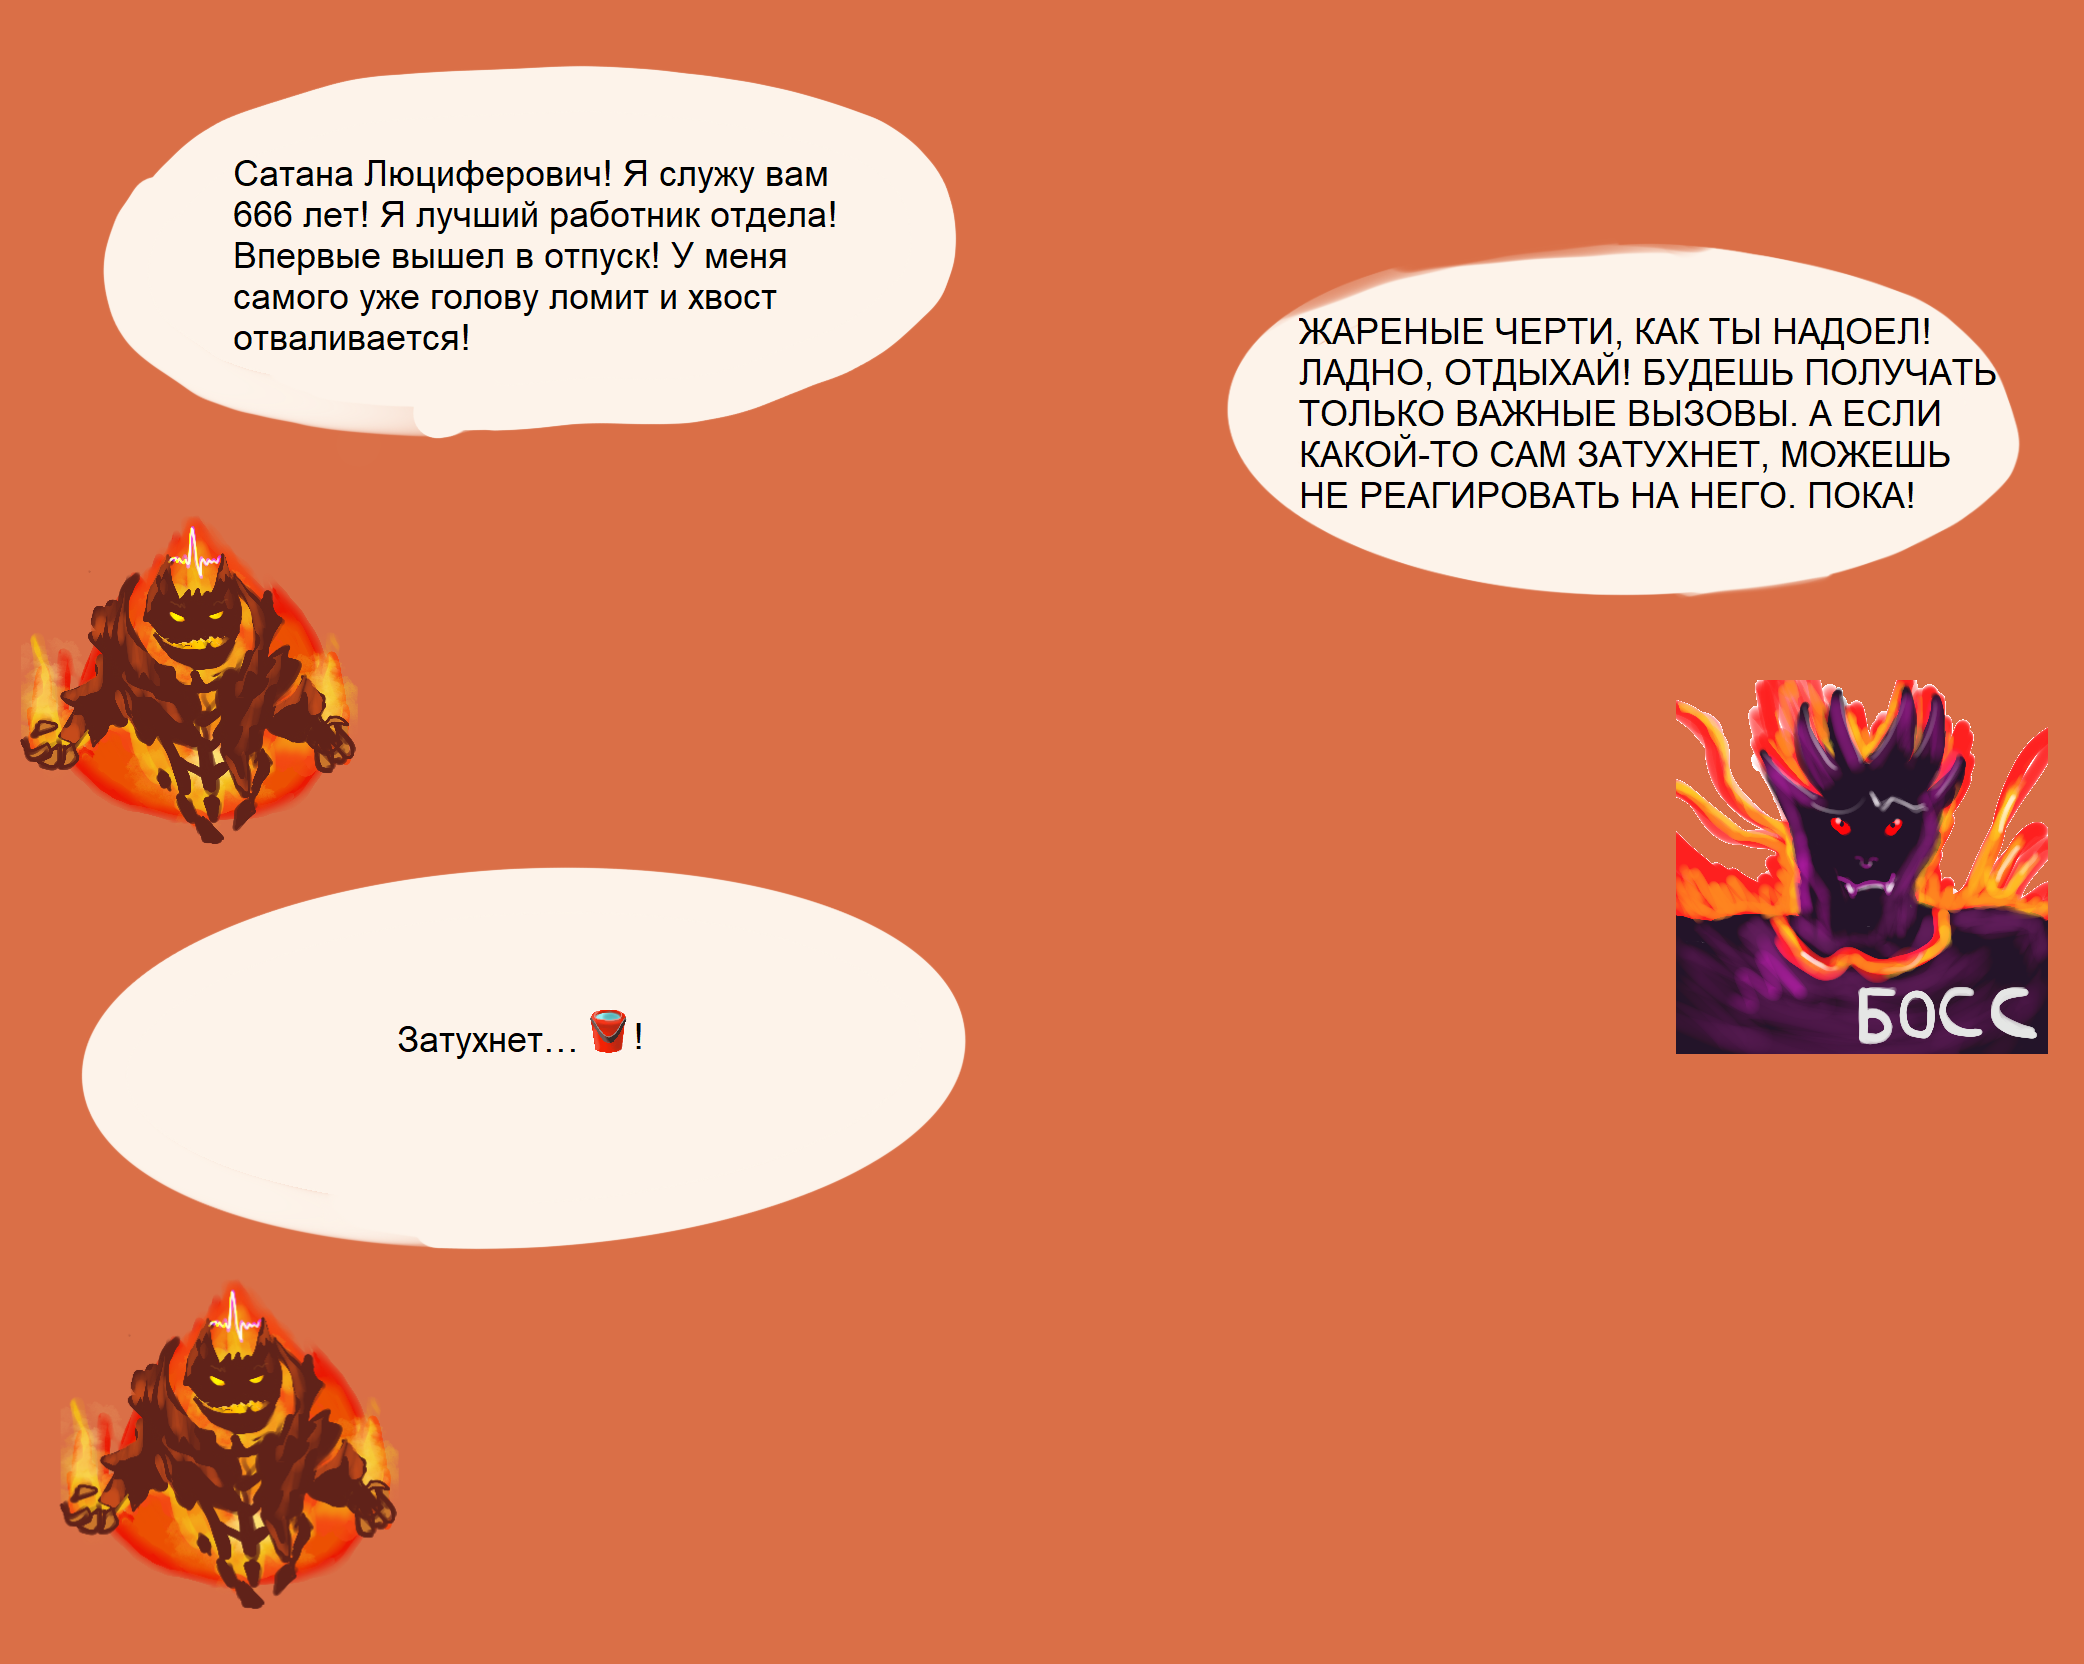 Сатана Люциферович! Я служу вам
666 лет! Я лучший работник отдела!
Впервые вышел в отпуск! У меня
самого уже голову ломит и хвост
отваливается!
ЖАРЕНЫЕ ЧЕРТИ, КАК ТЫ НАДОЕЛ!
ЛАДНО, ОТДЫХАЙ! БУДЕШЬ ПОЛУЧАТЬ
ТОЛЬКО ВАЖНЫЕ ВЫЗОВЫ. А ЕСЛИ
КАКОЙ-ТО САМ ЗАТУХНЕТ, МОЖЕШЬ
НЕ РЕАГИРОВАТЬ НА НЕГО. ПОКА!
БОСС
Затухнет... 🪣!